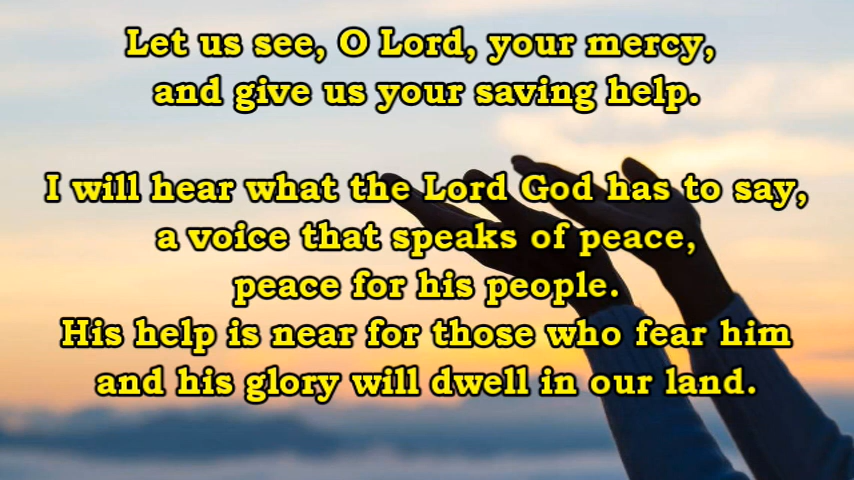 Let us see, O Lord, your mercy,
and give us your saving help.
I will hear what the Lord God has to say,
a voice that speaks of peace,
peace for his people.
His help is near for those who fear him
and his glory will dwell in our land.